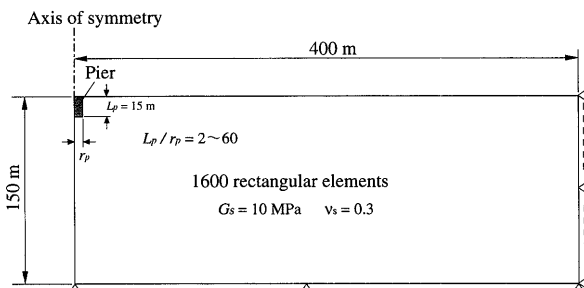 Axis of symmetry
400 m
Pier
Lp = 15 m
Lp / rp = 2～60
rp
150 m
1600 rectangular elements
Gs = 10 MPa νs = 0.3